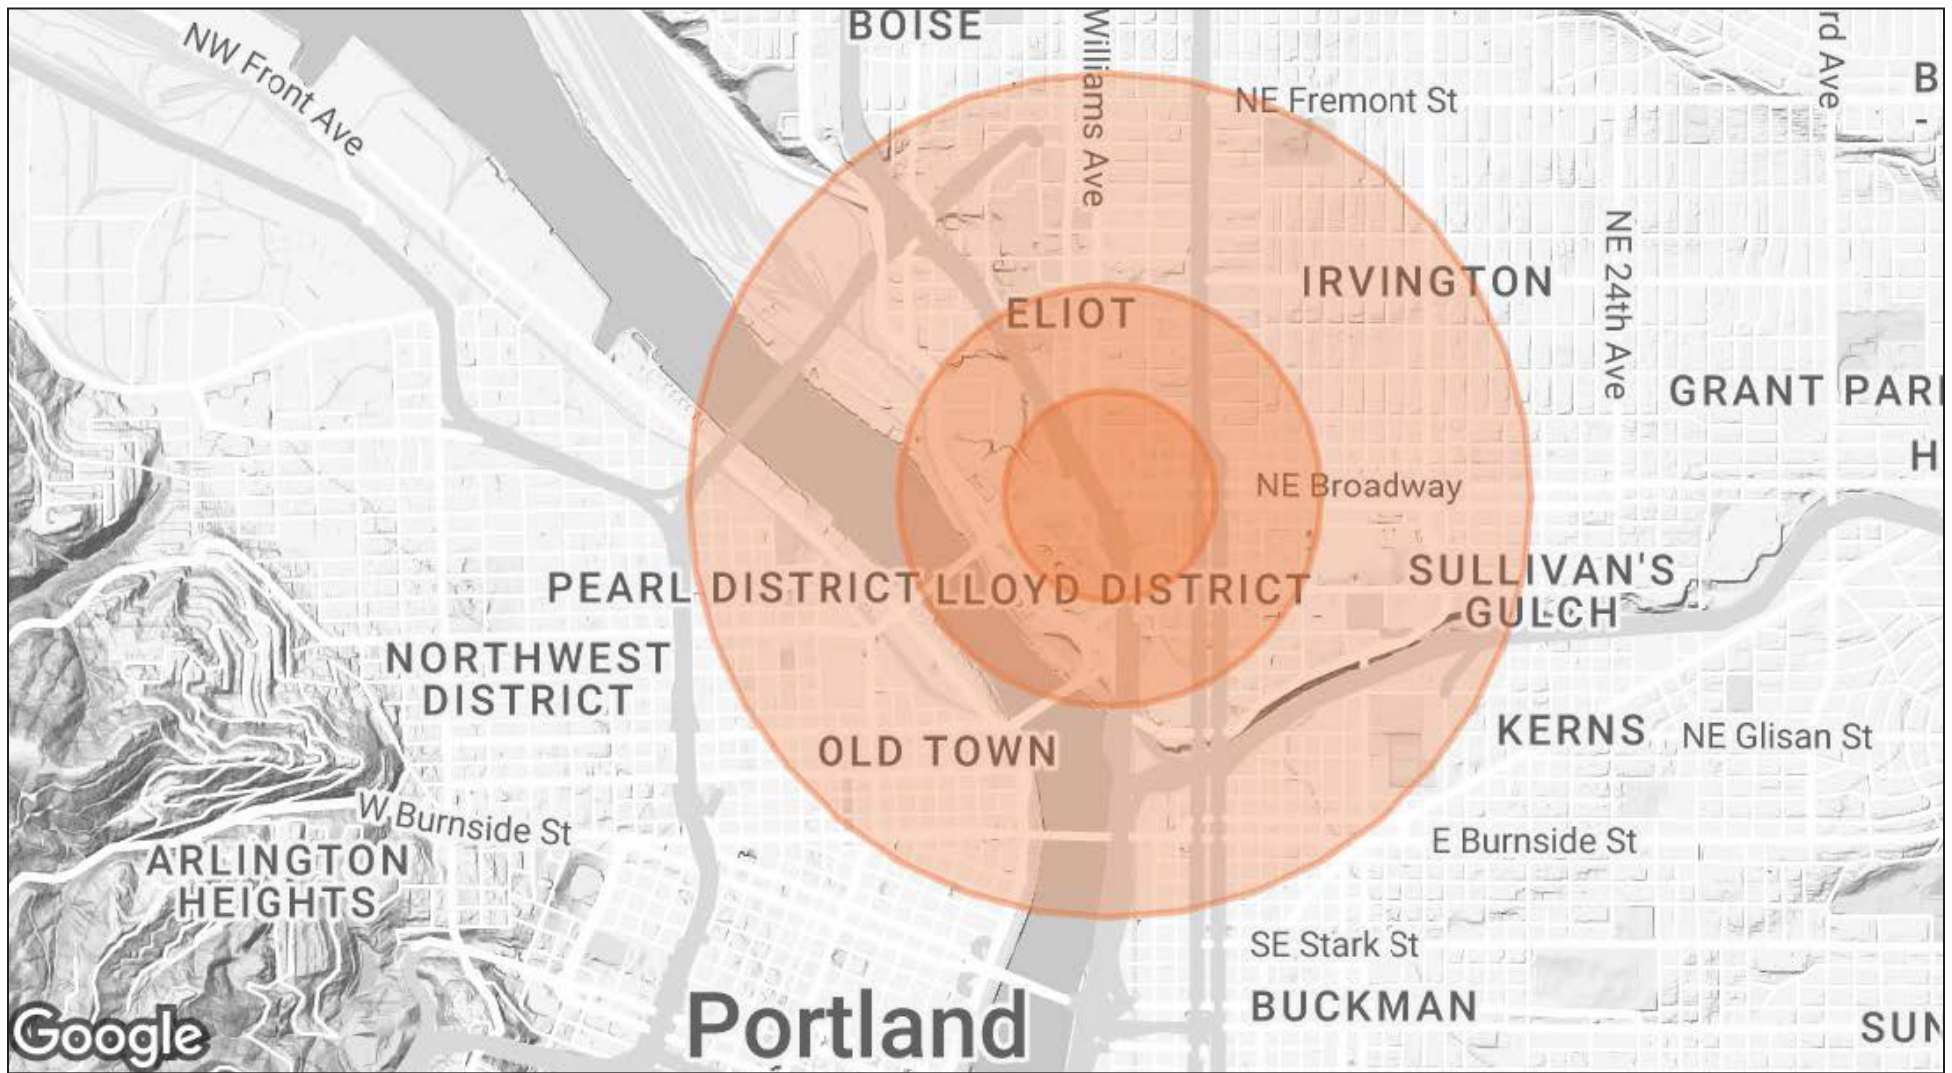 BOISE
Williams Ave
rd Ave
NW Front Ave
NE Fremont St
B
IRVINGTON
NE 24th Ave
ELIOT
GRANT PAR
H
NE Broadway
PEARL DISTRICT
LLOYD DISTRICT
SULLIVAN'S
GULCH
NORTHWEST
DISTRICT
OLD TOWN
KERNS
NE Glisan St
W Burnside St
E Burnside St
ARLINGTON
HEIGHTS
SE Stark St
BUCKMAN
Portland
SUN
Google